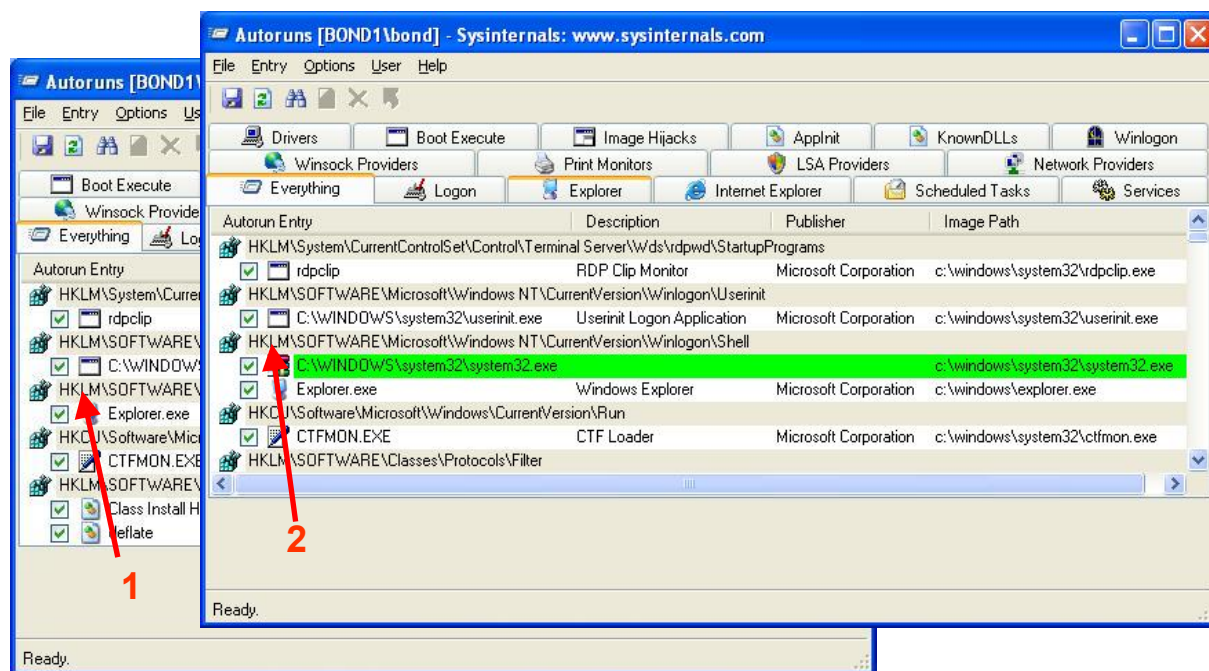 Autoruns [BOND1\
File Entry Options Us
Boot Execute
Winsock Provide
Everything Lo
Autorun Entry
HKLM\System\Curre
rdpclip
HKLM\SOFTWARE\
C:\WINDOWS
HKLM\SOFTWARE\
Explorer.exe
HKCU\Software\Micr
CTFMON.EXE
HKLM\SOFTWARE\
Class Install H
deflate
1
Ready.
Autoruns [BOND1\bond] - Sysinternals: www.sysinternals.com
File Entry Options User Help
Drivers Boot Execute Image Hijacks AppInit KnownDLLs Winlogon
Winsock Providers Print Monitors LSA Providers Network Providers
Everything Logon Explorer Internet Explorer Scheduled Tasks Services
Autorun Entry Description Publisher Image Path
HKLM\System\CurrentControlSet\Control\Terminal Server\Wds\rdpwd\StartupPrograms
rdpclip RDP Clip Monitor Microsoft Corporation c:\windows\system32\rdpclip.exe
HKLM\SOFTWARE\Microsoft\Windows NT\CurrentVersion\Winlogon\Userinit
C:\WINDOWS\system32\userinit.exe Userinit Logon Application Microsoft Corporation c:\windows\system32\userinit.exe
HKLM\SOFTWARE\Microsoft\Windows NT\CurrentVersion\Winlogon\Shell
C:\WINDOWS\system32\system32.exe c:\windows\system32\system32.exe
Explorer.exe Windows Explorer Microsoft Corporation c:\windows\explorer.exe
HKCU\Software\Microsoft\Windows\CurrentVersion\Run
CTFMON.EXE CTF Loader Microsoft Corporation c:\windows\system32\ctfmon.exe
HKLM\SOFTWARE\Classes\Protocols\Filter
2
Ready.